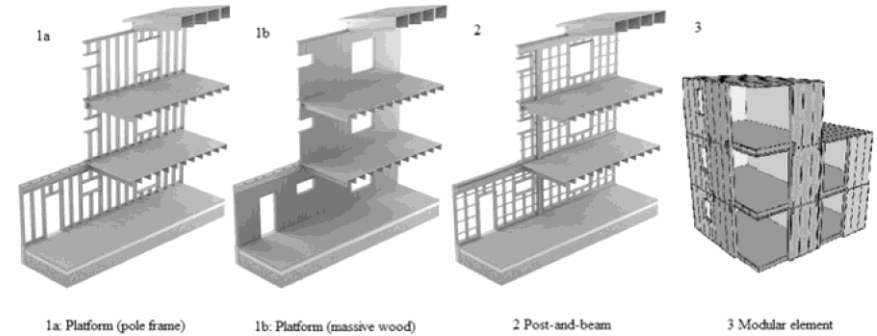 1a
1b
2
3
1a: Platform (pole frame)
1b: Platform (massive wood)
2 Post-and-beam
3 Modular element